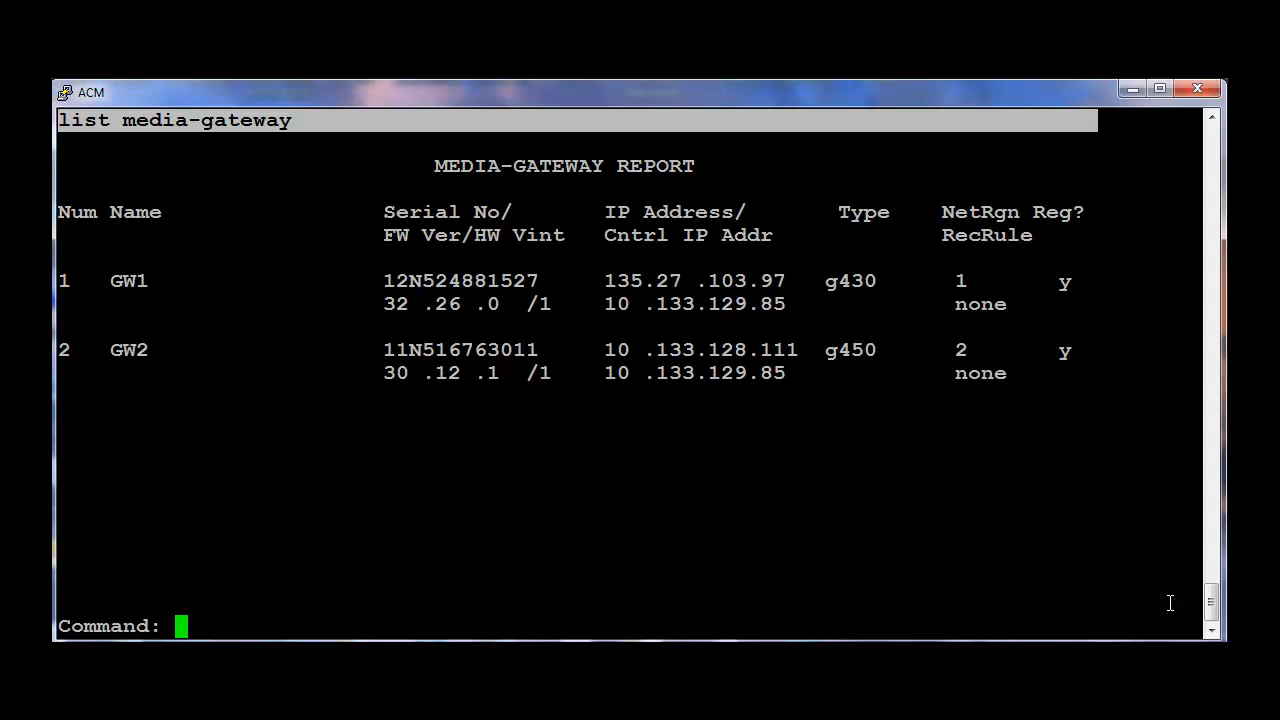 ACM
list media-gateway
MEDIA-GATEWAY REPORT
Num Name Serial No/ IP Address/ Type NetRgn Reg?
FW Ver/HW Vint Cntrl IP Addr RecRule
1 GW1 12N524881527 135.27 .103.97 g430 1 y
32 .26 .0 /1 10 .133.129.85 none
2 GW2 11N516763011 10 .133.128.111 g450 2 y
30 .12 .1 /1 10 .133.129.85 none
Command: